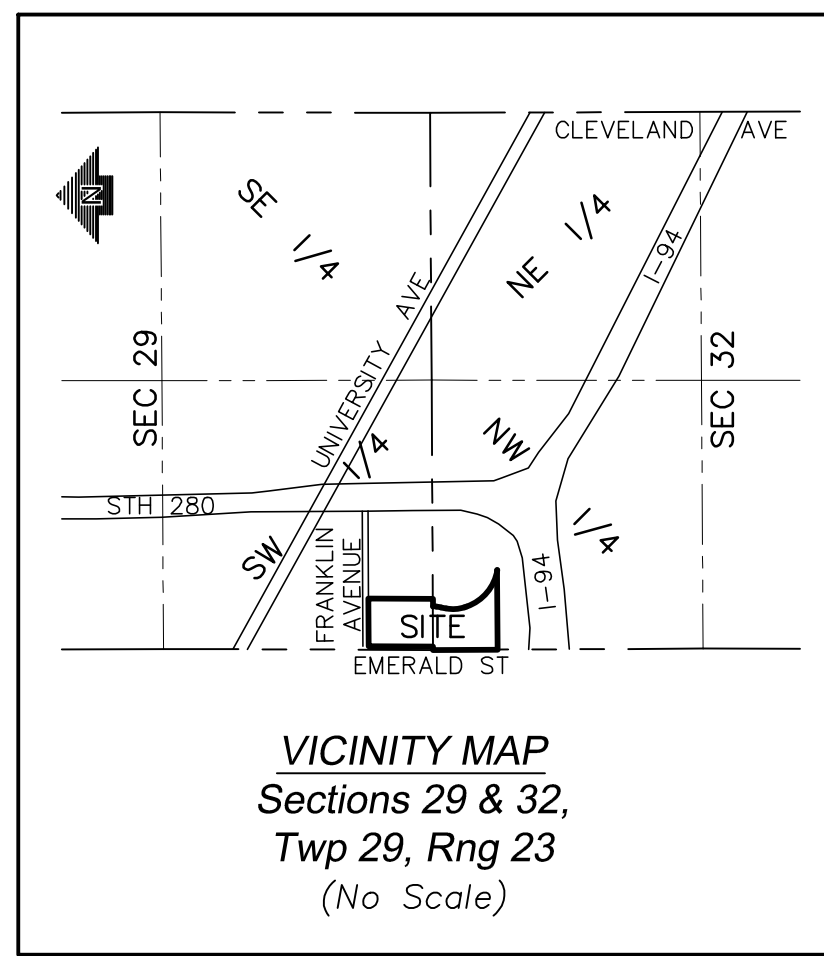 CLEVELAND AVE
N
SE 1/4
NE 1/4
I-94
UNIVERSITY AVE
SEC 29
SEC 32
1/4
NW
STH 280
SW
1/4
FRANKLIN
AVENUE
I-94
SITE
EMERALD ST
VICINITY MAP
Sections 29 & 32,
Twp 29, Rng 23
(No Scale)